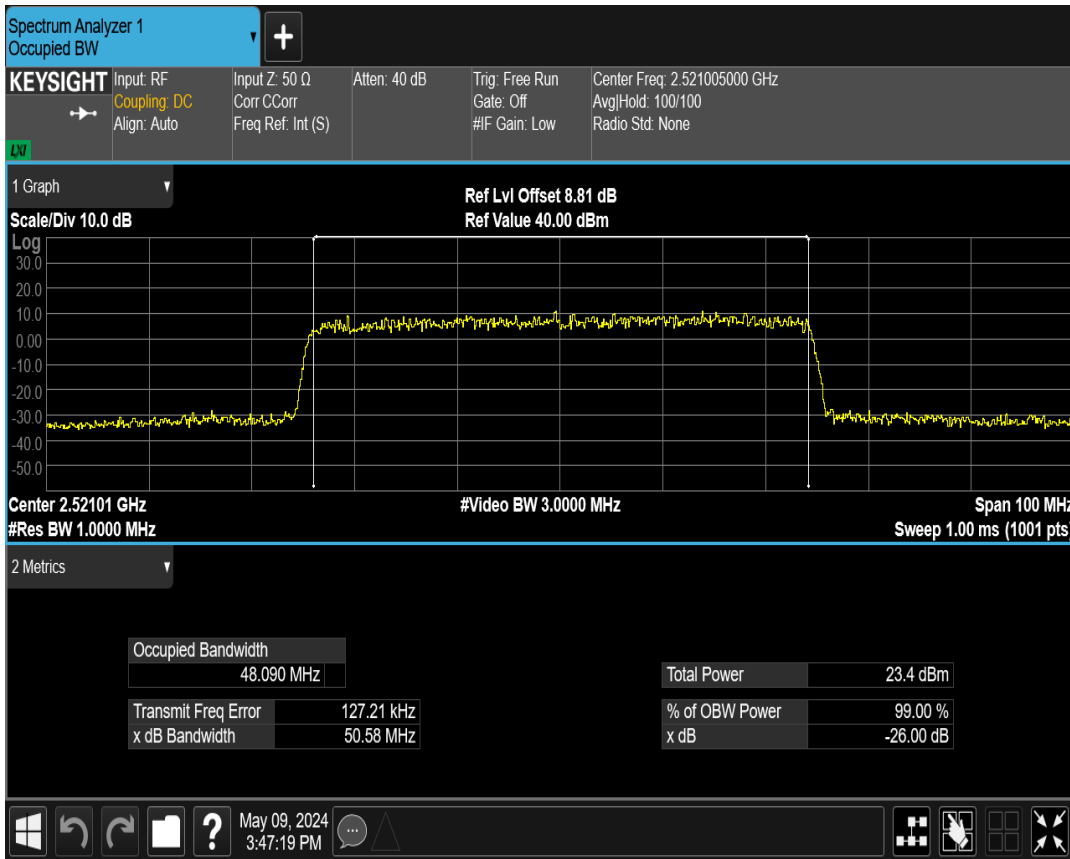 Spectrum Analyzer 1
Occupied BW
+
KEYSIGHT
LXI
Input: RF
Coupling: DC
Align: Auto
Input Z: 50 Ω
Corr CCorr
Freq Ref: Int (S)
Atten: 40 dB
Trig: Free Run
Gate: Off
#IF Gain: Low
Center Freq: 2.521005000 GHz
Avg|Hold: 100/100
Radio Std: None
1 Graph
Scale/Div 10.0 dB
Ref Lvl Offset 8.81 dB
Ref Value 40.00 dBm
Log
30.0
20.0
10.0
0.00
-10.0
-20.0
-30.0
-40.0
-50.0
Center 2.52101 GHz
#Video BW 3.0000 MHz
Span 100 MHz
#Res BW 1.0000 MHz
Sweep 1.00 ms (1001 pts)
2 Metrics
Occupied Bandwidth
48.090 MHz
Total Power 23.4 dBm
Transmit Freq Error 127.21 kHz
% of OBW Power 99.00 %
x dB Bandwidth 50.58 MHz
x dB -26.00 dB
?
May 09, 2024
3:47:19 PM